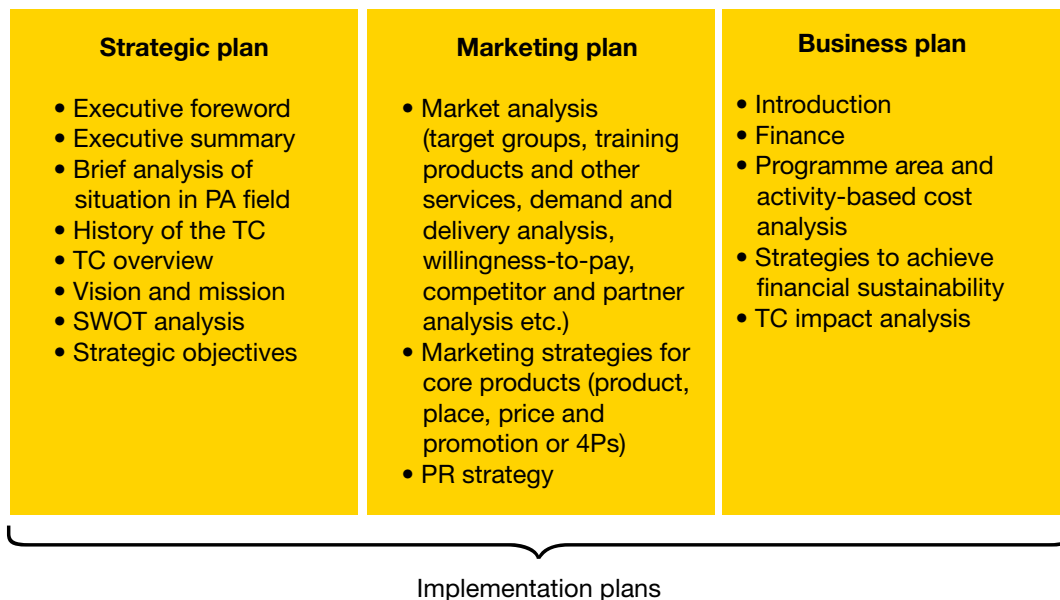 Strategic plan
• Executive foreword
• Executive summary
• Brief analysis of
situation in PA field
• History of the TC
• TC overview
• Vision and mission
• SWOT analysis
• Strategic objectives
Marketing plan
• Market analysis
(target groups, training
products and other
services, demand and
delivery analysis,
willingness-to-pay,
competitor and partner
analysis etc.)
• Marketing strategies for
core products (product,
place, price and
promotion or 4Ps)
• PR strategy
Business plan
• Introduction
• Finance
• Programme area and
activity-based cost
analysis
• Strategies to achieve
financial sustainability
• TC impact analysis
Implementation plans